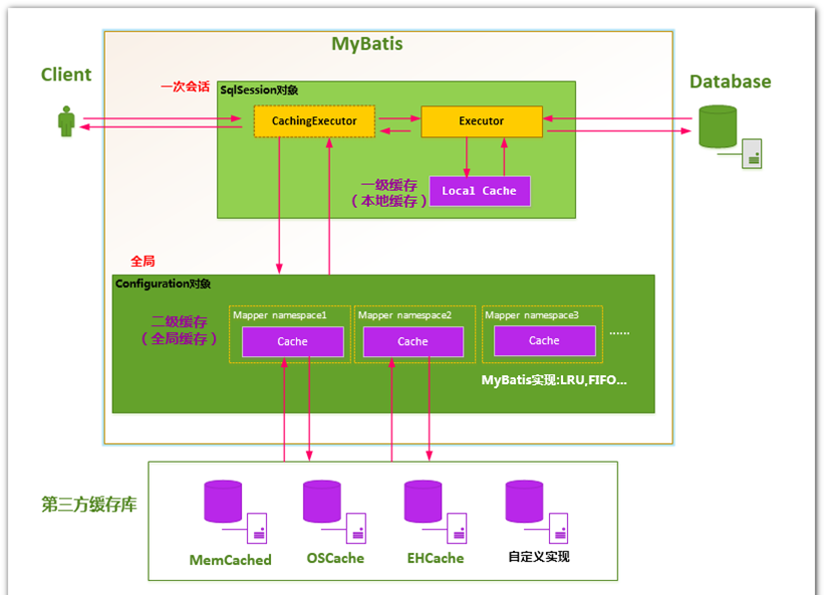 MyBatis
Client
Database
一次会话
SqlSession对象
CachingExecutor
Executor
一级缓存
（本地缓存）
Local Cache
全局
Configuration对象
二级缓存
（全局缓存）
Mapper namespace1
Cache
Mapper namespace2
Cache
Mapper namespace3
Cache
......
MyBatis实现:LRU,FIFO...
第三方缓存库
MemCached
OSCache
EHCache
自定义实现